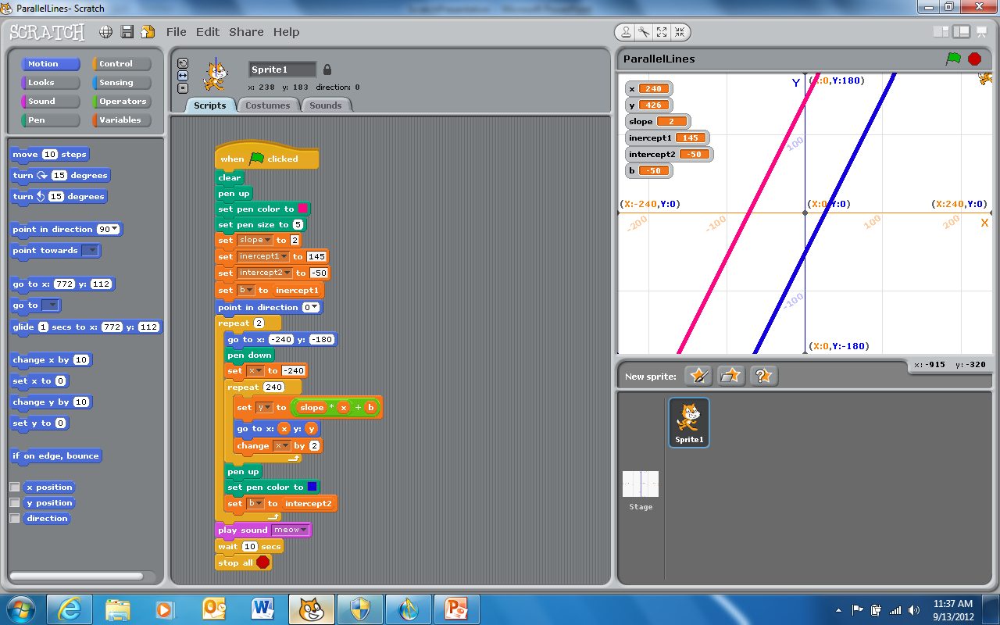 ParallelLines- Scratch
SCRATCH File Edit Share Help
Motion Control
Looks Sensing
Sound Operators
Pen Variables
move 10 steps
turn 15 degrees
turn 15 degrees
point in direction 90
point towards
go to x: 772 y: 112
go to
glide 1 secs to x: 772 y: 112
change x by 10
set x to 0
change y by 10
set y to 0
if on edge, bounce
x position
y position
direction
Sprite1
x: 238 y: 183 direction: 0
Scripts Costumes Sounds
when clicked
clear
pen up
set pen color to
set pen size to 5
set slope to 2
set inercept1 to 145
set intercept2 to -50
set b to inercept1
point in direction 0
repeat 2
go to x: -240 y: -180
pen down
set x to -240
repeat 240
set y to slope * x + b
go to x: x y: y
change x by 2
pen up
set pen color to
set b to intercept2
play sound meow
wait 10 secs
stop all
ParallelLines
x 240
y 426
slope 2
inercept1 145
intercept2 -50
b -50
Y (X:0,Y:180)
100
(X:-240,Y:0) (X:0,Y:0) (X:240,Y:0)
-200 -100 100 200 X
-100
(X:0,Y:-180)
x: -915 y: -320
New sprite:
Sprite1
Stage
11:37 AM
9/13/2012